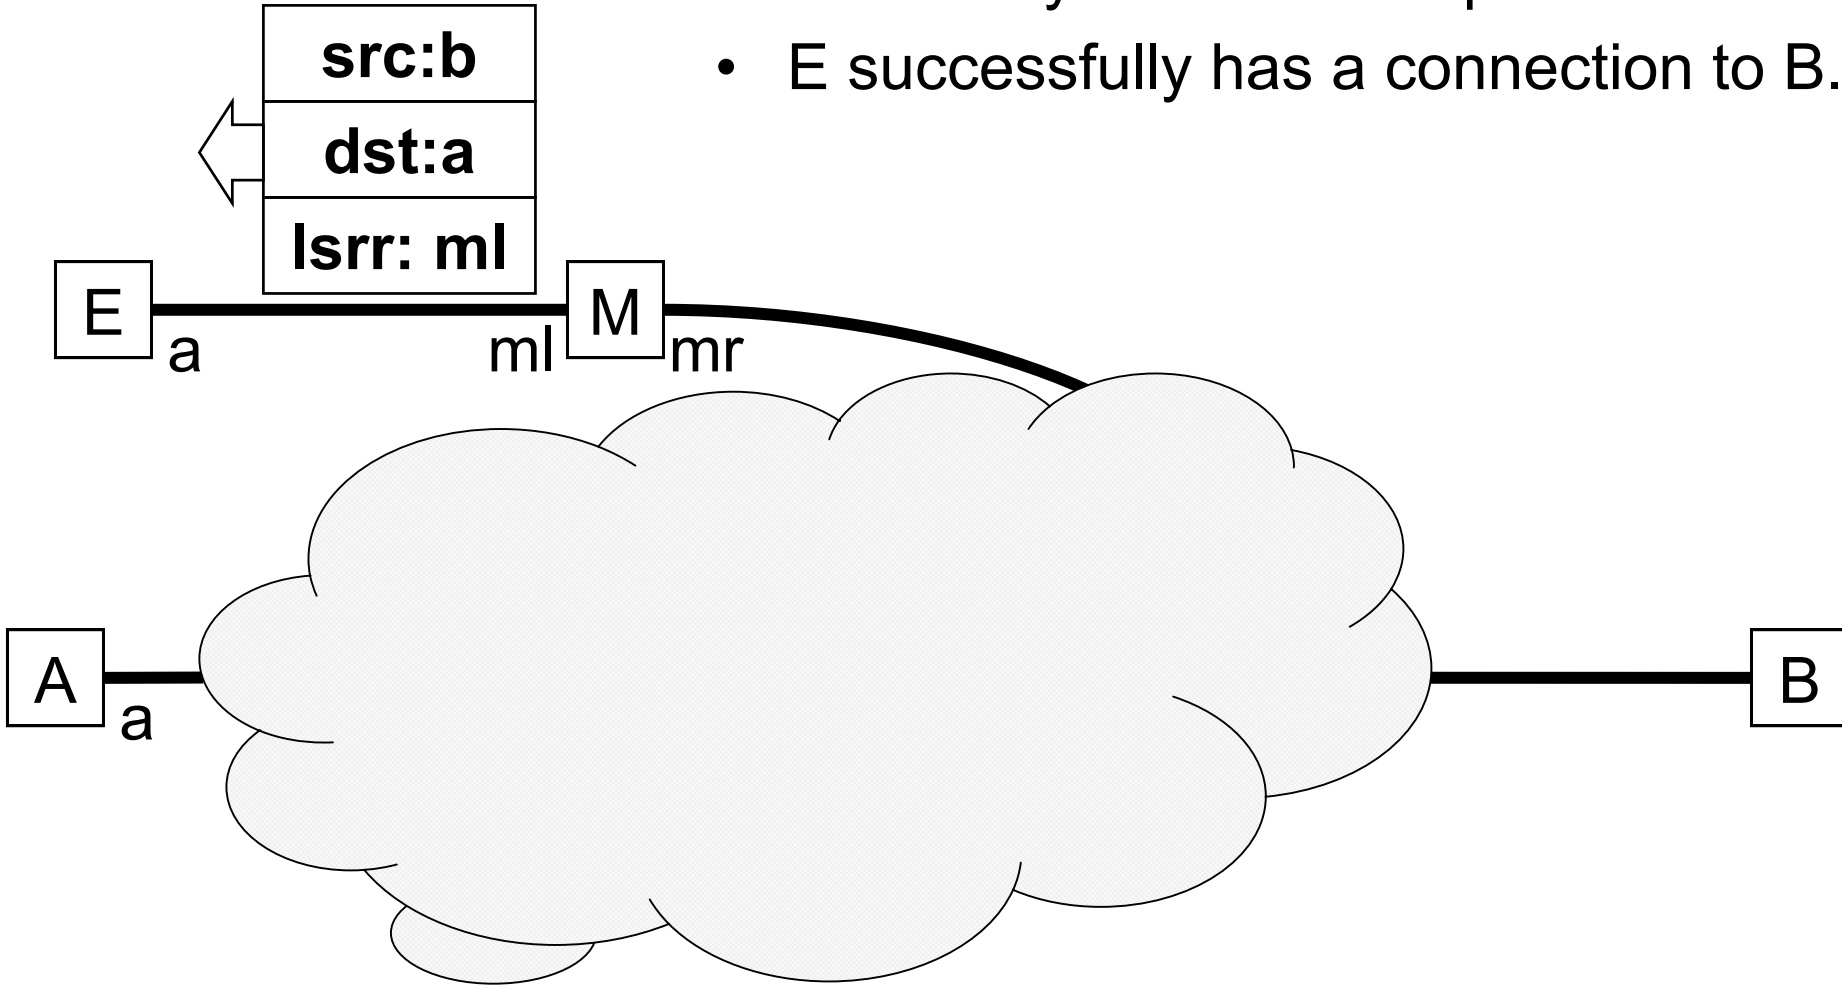 src:b
dst:a
lsrr: ml
• E successfully has a connection to B.
E
M
a
ml
mr
A
B
a